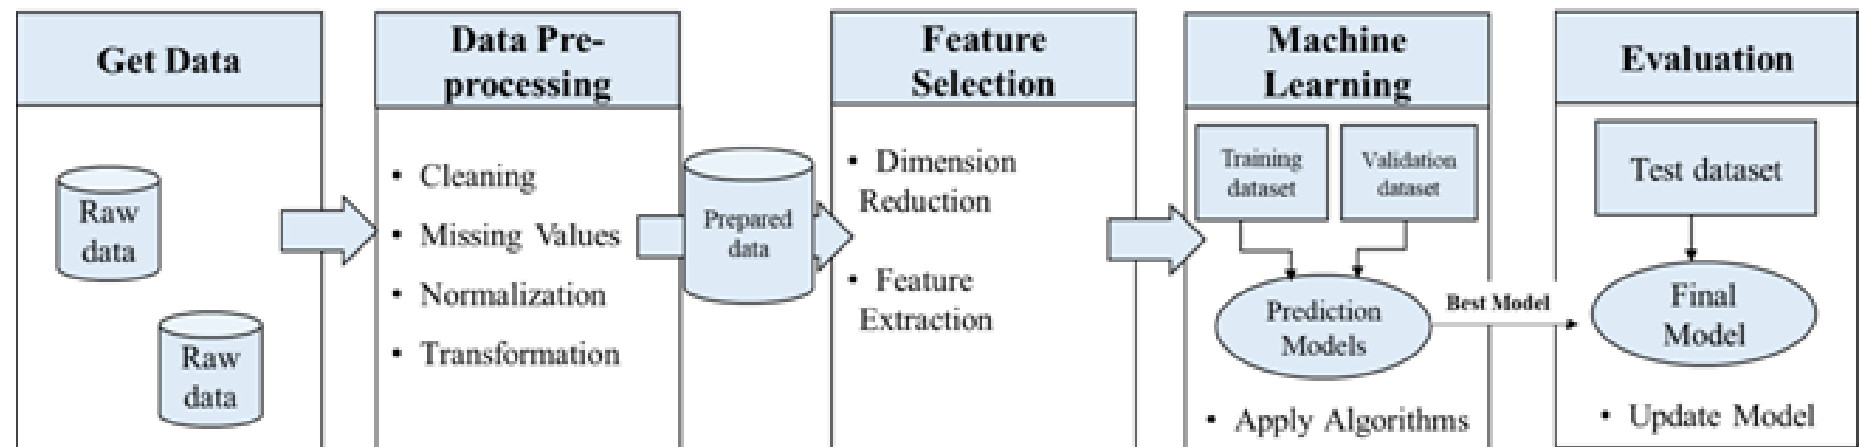 Get Data
Raw
data
Raw
data
Data Pre-
processing
• Cleaning
• Missing Values
• Normalization
• Transformation
Prepared
data
Feature
Selection
• Dimension
Reduction
• Feature
Extraction
Machine
Learning
Training
dataset
Validation
dataset
Prediction
Models
• Apply Algorithms
Best Model
Evaluation
Test dataset
Final
Model
• Update Model